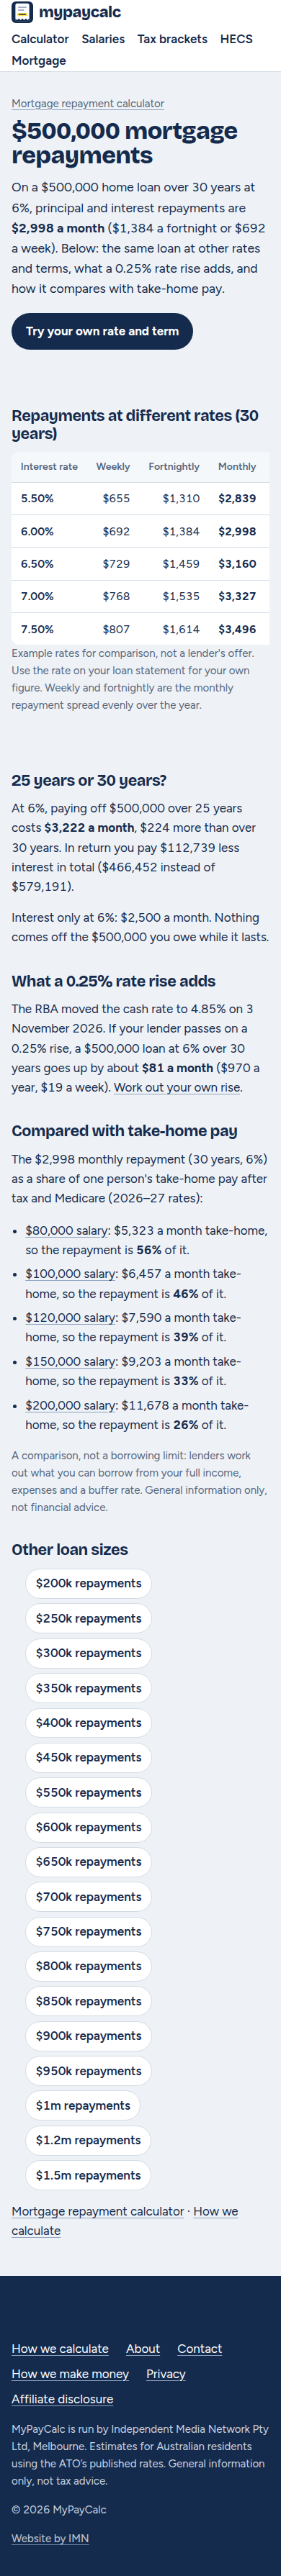 mypaycalc
Calculator Salaries Tax brackets HECS
Mortgage
Mortgage repayment calculator
$500,000 mortgage
repayments
On a $500,000 home loan over 30 years at
6%, principal and interest repayments are
$2,998 a month ($1,384 a fortnight or $692
a week). Below: the same loan at other rates
and terms, what a 0.25% rate rise adds, and
how it compares with take-home pay.
Try your own rate and term
Repayments at different rates (30
years)
Interest rate Weekly Fortnightly Monthly
5.50% $655 $1,310 $2,839
6.00% $692 $1,384 $2,998
6.50% $729 $1,459 $3,160
7.00% $768 $1,535 $3,327
7.50% $807 $1,614 $3,496
Example rates for comparison, not a lender's offer.
Use the rate on your loan statement for your own
figure. Weekly and fortnightly are the monthly
repayment spread evenly over the year.
25 years or 30 years?
At 6%, paying off $500,000 over 25 years
costs $3,222 a month, $224 more than over
30 years. In return you pay $112,739 less
interest in total ($466,452 instead of
$579,191).
Interest only at 6%: $2,500 a month. Nothing
comes off the $500,000 you owe while it lasts.
What a 0.25% rate rise adds
The RBA moved the cash rate to 4.85% on 3
November 2026. If your lender passes on a
0.25% rise, a $500,000 loan at 6% over 30
years goes up by about $81 a month ($970 a
year, $19 a week). Work out your own rise.
Compared with take-home pay
The $2,998 monthly repayment (30 years, 6%)
as a share of one person's take-home pay after
tax and Medicare (2026–27 rates):
• $80,000 salary: $5,323 a month take-home,
so the repayment is 56% of it.
• $100,000 salary: $6,457 a month take-
home, so the repayment is 46% of it.
• $120,000 salary: $7,590 a month take-
home, so the repayment is 39% of it.
• $150,000 salary: $9,203 a month take-
home, so the repayment is 33% of it.
• $200,000 salary: $11,678 a month take-
home, so the repayment is 26% of it.
A comparison, not a borrowing limit: lenders work
out what you can borrow from your full income,
expenses and a buffer rate. General information only,
not financial advice.
Other loan sizes
$200k repayments
$250k repayments
$300k repayments
$350k repayments
$400k repayments
$450k repayments
$550k repayments
$600k repayments
$650k repayments
$700k repayments
$750k repayments
$800k repayments
$850k repayments
$900k repayments
$950k repayments
$1m repayments
$1.2m repayments
$1.5m repayments
Mortgage repayment calculator · How we
calculate
How we calculate About Contact
How we make money Privacy
Affiliate disclosure
MyPayCalc is run by Independent Media Network Pty
Ltd, Melbourne. Estimates for Australian residents
using the ATO's published rates. General information
only, not tax advice.
© 2026 MyPayCalc
Website by IMN